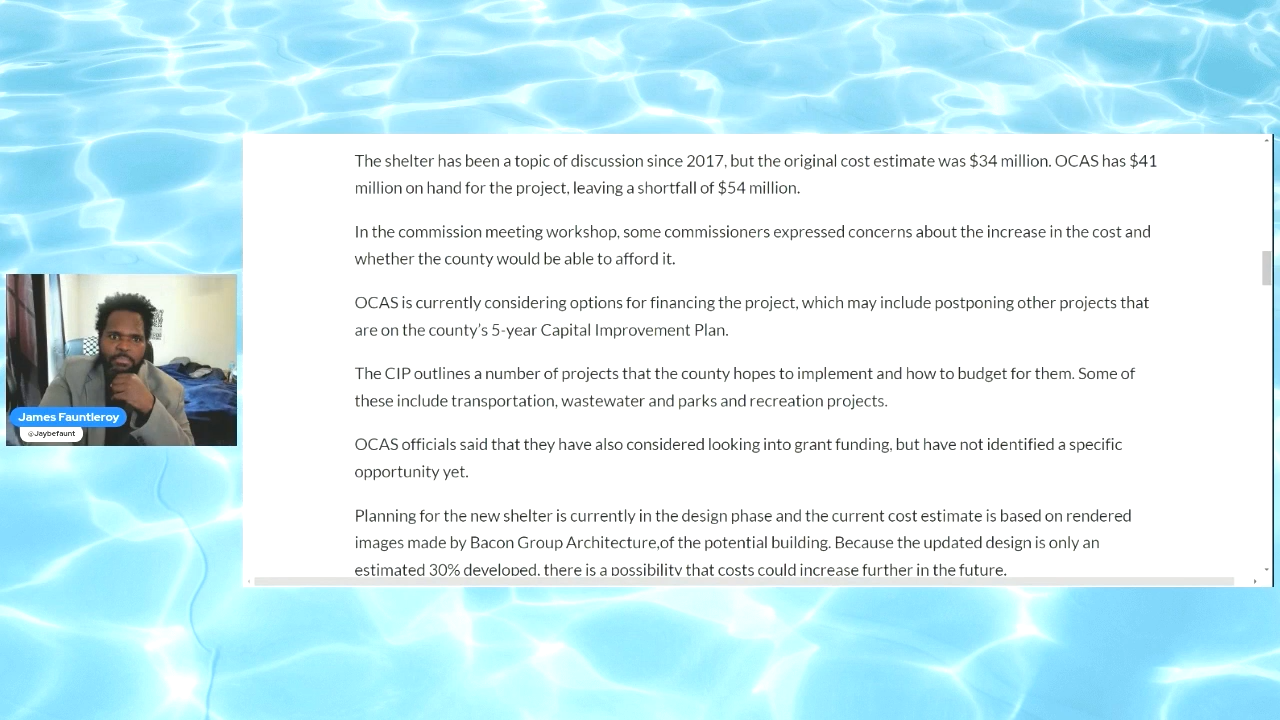 The shelter has been a topic of discussion since 2017, but the original cost estimate was $34 million. OCAS has $41
million on hand for the project, leaving a shortfall of $54 million.
In the commission meeting workshop, some commissioners expressed concerns about the increase in the cost and
whether the county would be able to afford it.
OCAS is currently considering options for financing the project, which may include postponing other projects that
are on the county's 5-year Capital Improvement Plan.
The CIP outlines a number of projects that the county hopes to implement and how to budget for them. Some of
these include transportation, wastewater and parks and recreation projects.
OCAS officials said that they have also considered looking into grant funding, but have not identified a specific
opportunity yet.
Planning for the new shelter is currently in the design phase and the current cost estimate is based on rendered
images made by Bacon Group Architecture,of the potential building. Because the updated design is only an
estimated 30% developed, there is a possibility that costs could increase further in the future.
James Fauntleroy
@Jaybefaunt